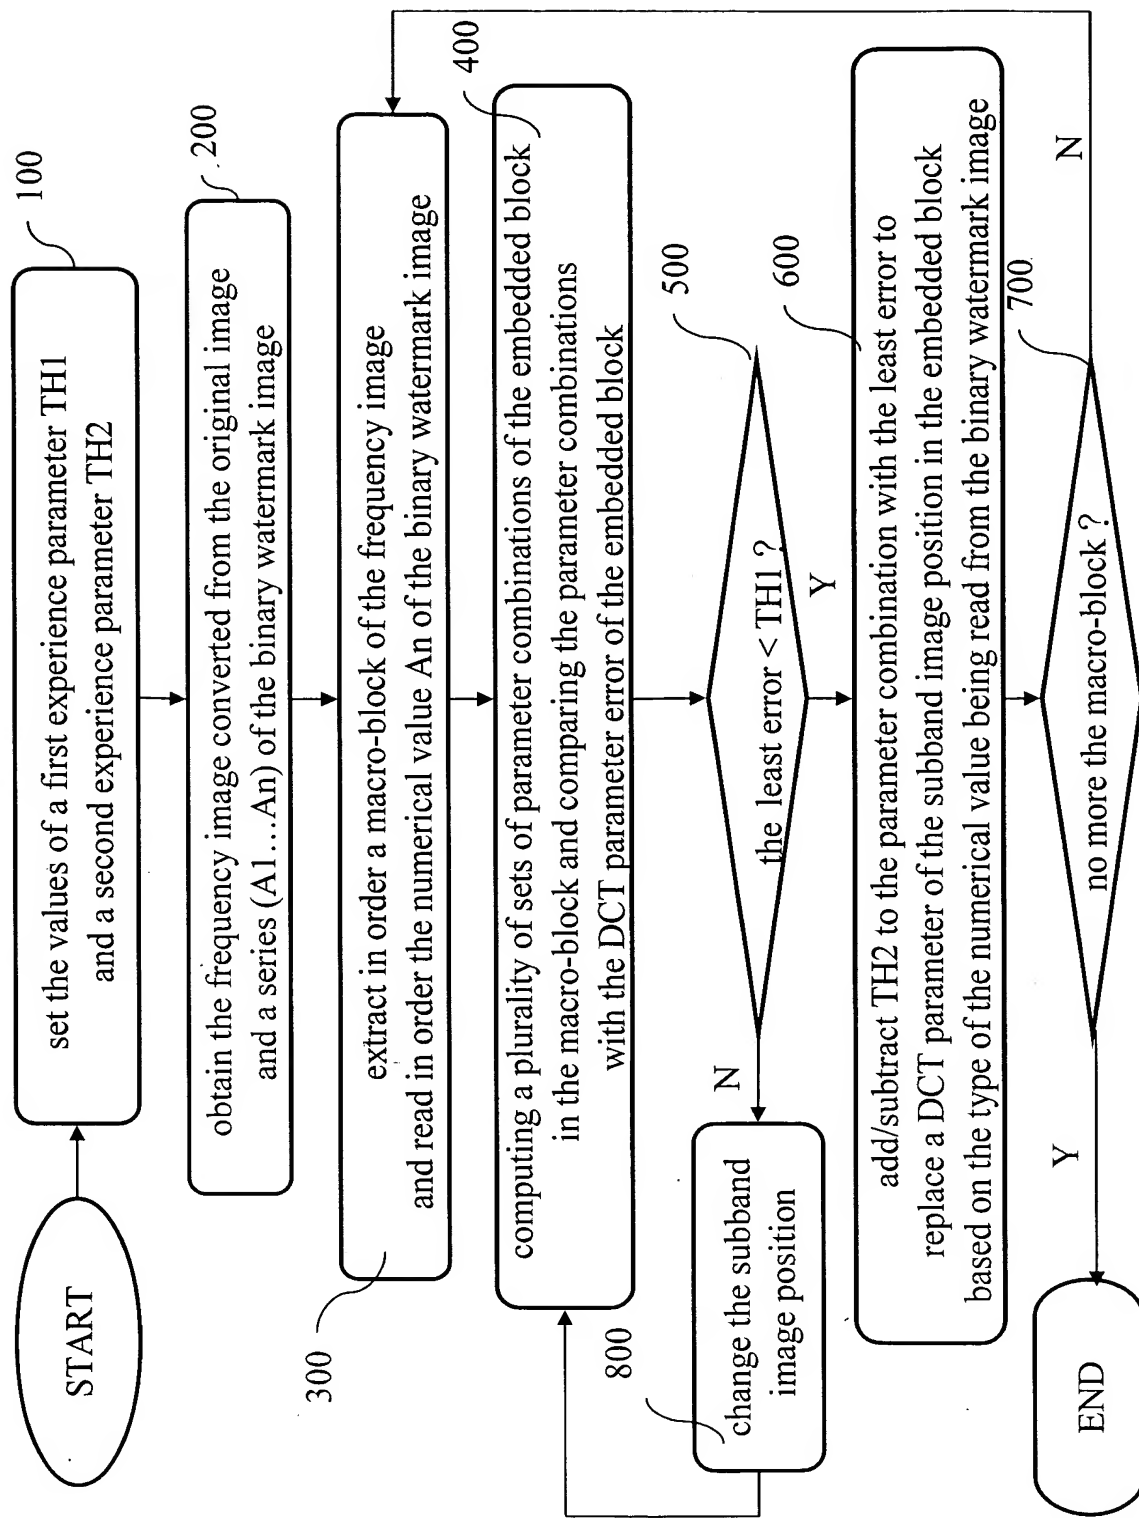 START
100
set the values of a first experience parameter TH1
and a second experience parameter TH2
200
obtain the frequency image converted from the original image
and a series (A1...An) of the binary watermark image
300
extract in order a macro-block of the frequency image
and read in order the numerical value An of the binary watermark image
400
computing a plurality of sets of parameter combinations of the embedded block
in the macro-block and comparing the parameter combinations
with the DCT parameter error of the embedded block
500
the least error < TH1 ?
N
Y
800
change the subband
image position
600
add/subtract TH2 to the parameter combination with the least error to
replace a DCT parameter of the subband image position in the embedded block
based on the type of the numerical value being read from the binary watermark image
700
no more the macro-block ?
N
Y
END